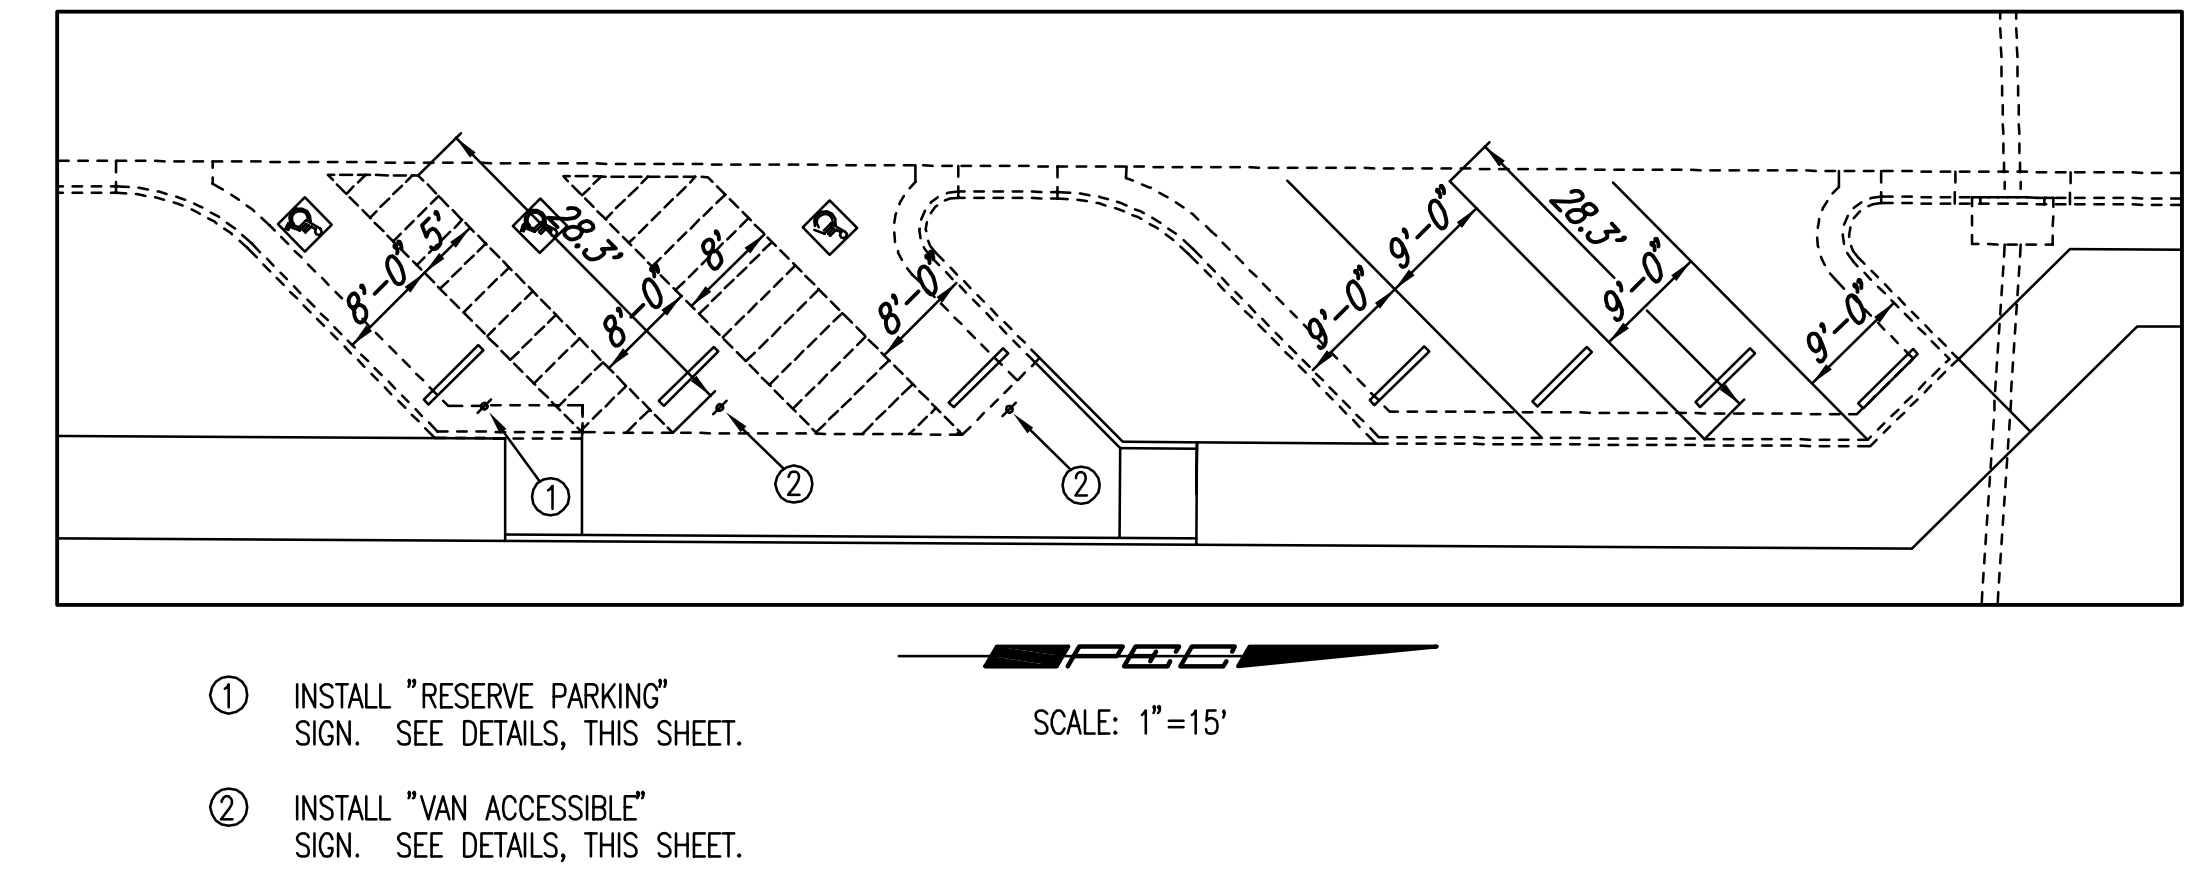 8'-0"
5'
28.3'
8'-0"
8'
8'-0"
9'-0"
9'-0"
28.3'
9'-0"
9'-0"
1
2
2
PEC
SCALE: 1"=15'
1 INSTALL "RESERVE PARKING"
SIGN. SEE DETAILS, THIS SHEET.
2 INSTALL "VAN ACCESSIBLE"
SIGN. SEE DETAILS, THIS SHEET.